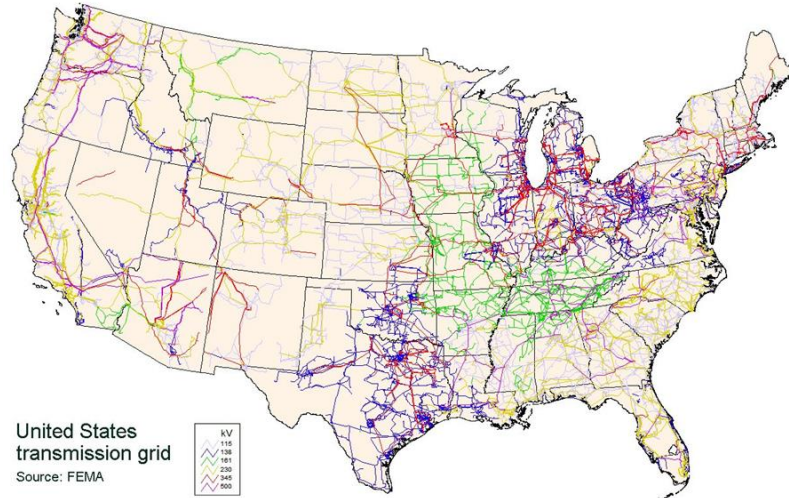 United States
transmission grid
Source: FEMA
kV
115
138
161
230
345
500